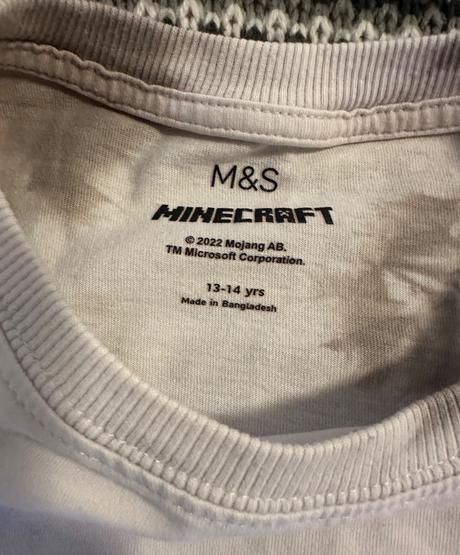 M&S
MINECRAFT
© 2022 Mojang AB.
TM Microsoft Corporation.
13-14 yrs
Made in Bangladesh